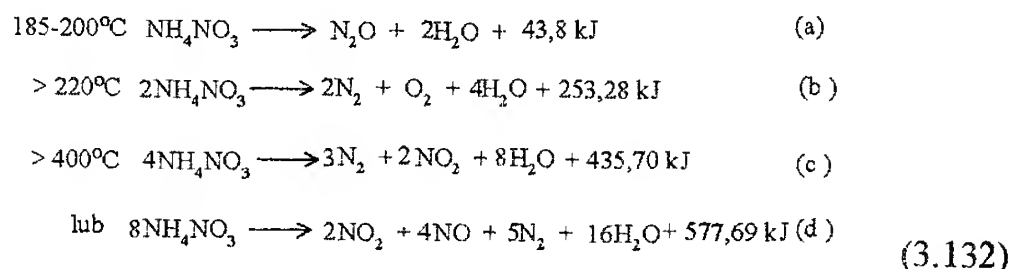 185-200°C NH₄NO₃ ⟶ N₂O + 2H₂O + 43,8 kJ (a)
> 220°C 2NH₄NO₃ ⟶ 2N₂ + O₂ + 4H₂O + 253,28 kJ (b)
> 400°C 4NH₄NO₃ ⟶ 3N₂ + 2NO₂ + 8H₂O + 435,70 kJ (c)
lub 8NH₄NO₃ ⟶ 2NO₂ + 4NO + 5N₂ + 16H₂O + 577,69 kJ (d)
(3.132)